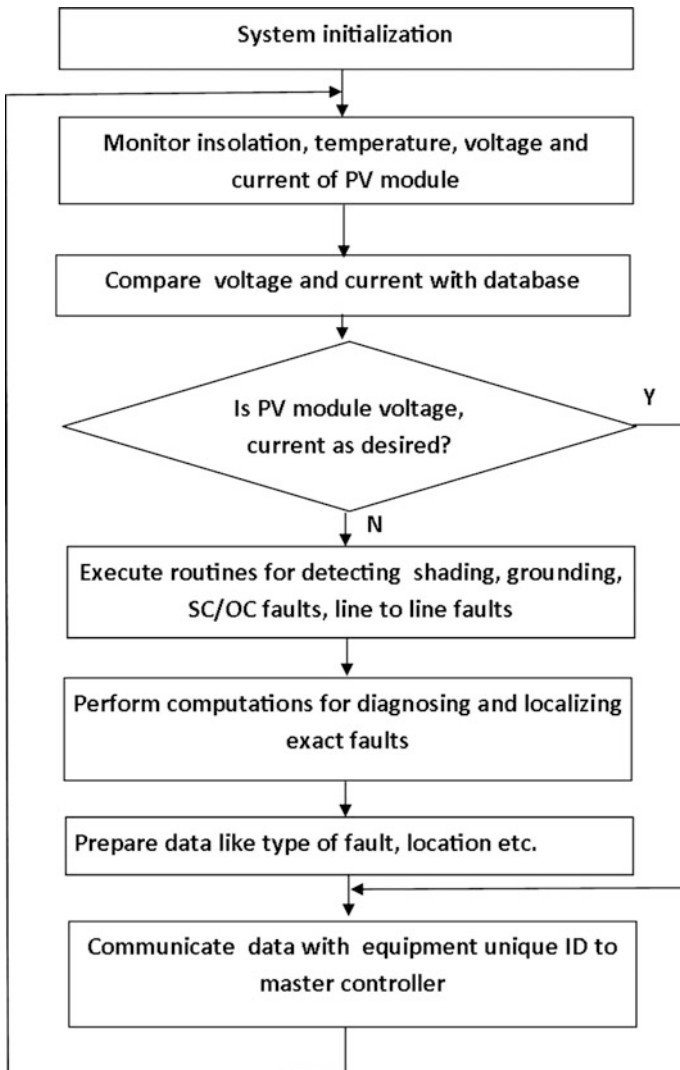 System initialization
Monitor insolation, temperature, voltage and
current of PV module
Compare voltage and current with database
Is PV module voltage,
current as desired?
Y
N
Execute routines for detecting shading, grounding,
SC/OC faults, line to line faults
Perform computations for diagnosing and localizing
exact faults
Prepare data like type of fault, location etc.
Communicate data with equipment unique ID to
master controller